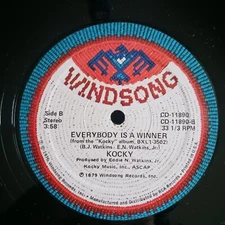 WINDSONG
Side B
Stereo
3:58
CD-11890
CD-11890-B
33 1/3 RPM
EVERYBODY IS A WINNER
(from the "Kocky" album, BXL1-3502)
(B.J. Watkins - E.N. Watkins, Jr.)
KOCKY
Produced by Eddie N. Watkins, Jr.
Kocky Music, Inc., ASCAP
℗ 1979 Windsong Records, Inc.